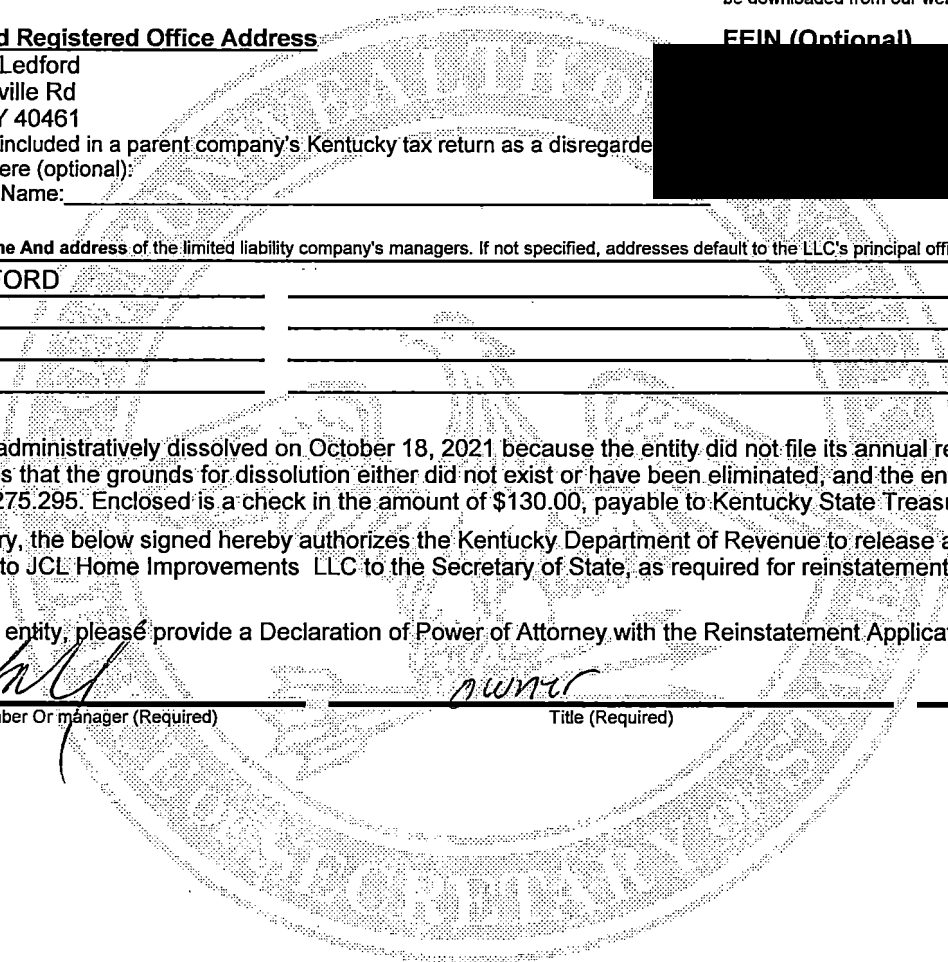 be downloaded from our we
d Registered Office Address
FEIN (Optional)
Ledford
ville Rd
Y 40461
included in a parent company's Kentucky tax return as a disregarde
ere (optional):
Name:
ne And address of the limited liability company's managers. If not specified, addresses default to the LLC's principal offi
FORD
administratively dissolved on October 18, 2021 because the entity did not file its annual re
s that the grounds for dissolution either did not exist or have been eliminated, and the en
275.295. Enclosed is a check in the amount of $130.00, payable to Kentucky State Treasu
ry, the below signed hereby authorizes the Kentucky Department of Revenue to release a
to JCL Home Improvements LLC to the Secretary of State, as required for reinstatement
entity, please provide a Declaration of Power of Attorney with the Reinstatement Applicat
owner
ber Or manager (Required)
Title (Required)
SECRETARY OF STATE